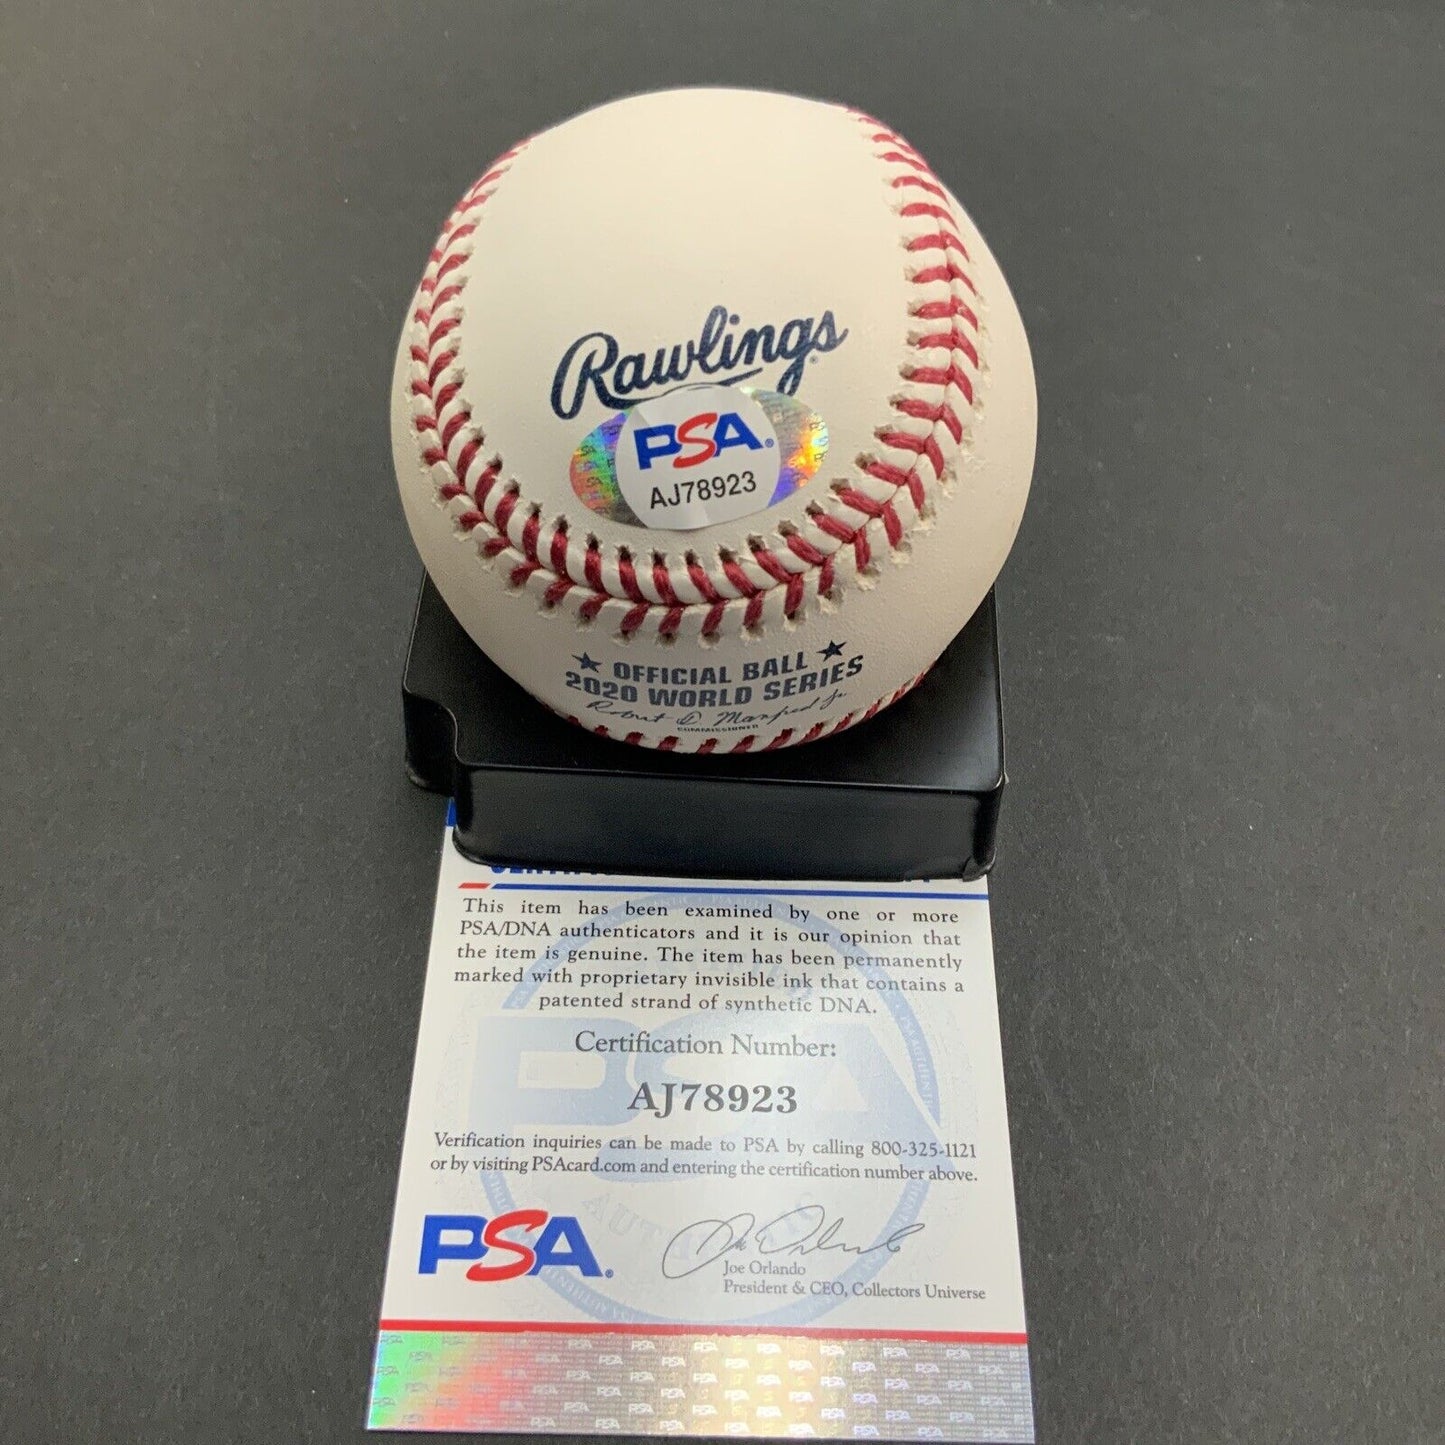 Rawlings
PSA
AJ78923
★ OFFICIAL BALL ★
2020 WORLD SERIES
Robert D. Manfred Jr.
COMMISSIONER
This item has been examined by one or more
PSA/DNA authenticators and it is our opinion that
the item is genuine. The item has been permanently
marked with proprietary invisible ink that contains a
patented strand of synthetic DNA.
Certification Number:
AJ78923
Verification inquiries can be made to PSA by calling 800-325-1121
or by visiting PSAcard.com and entering the certification number above.
PSA
Joe Orlando
President & CEO, Collectors Universe